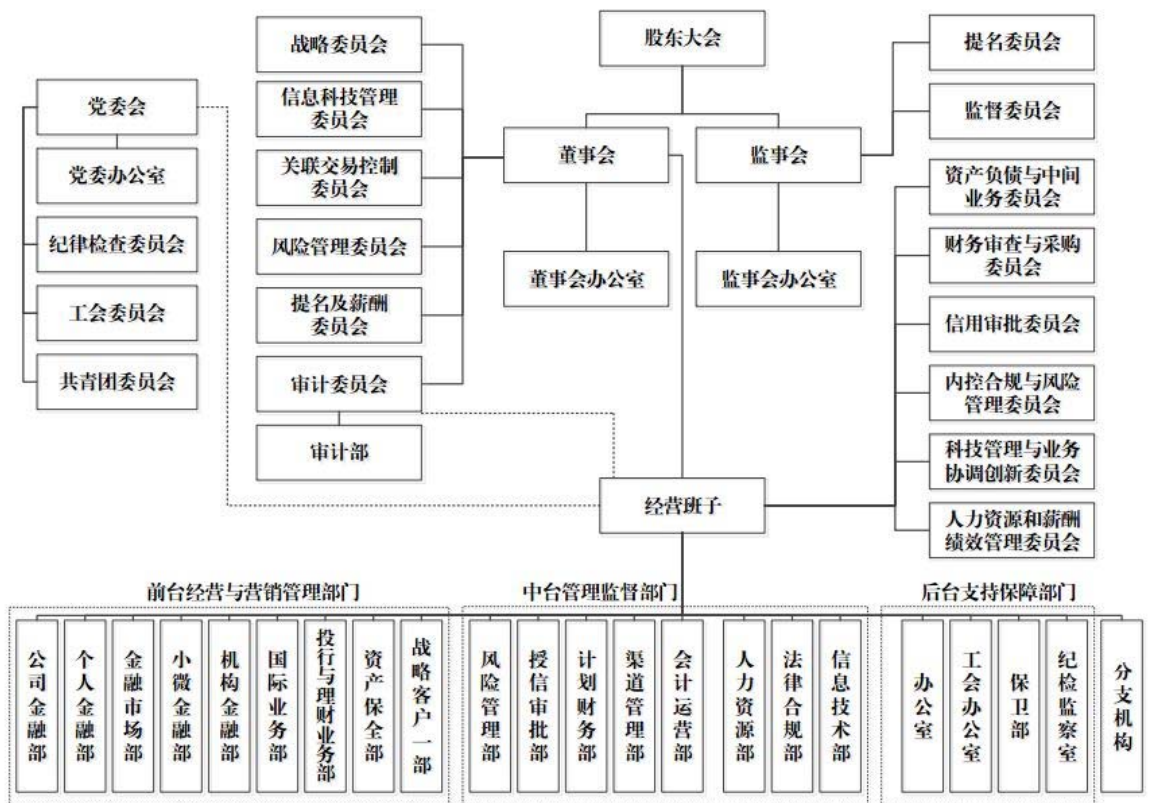 股东大会
董事会
监事会
董事会办公室
监事会办公室
党委会
党委办公室
纪律检查委员会
工会委员会
共青团委员会
战略委员会
信息科技管理
委员会
关联交易控制
委员会
风险管理委员会
提名及薪酬
委员会
审计委员会
审计部
提名委员会
监督委员会
资产负债与中间
业务委员会
财务审查与采购
委员会
信用审批委员会
内控合规与风险
管理委员会
科技管理与业务
协调创新委员会
人力资源和薪酬
绩效管理委员会
经营班子
前台经营与营销管理部门
公司金融部
个人金融部
金融市场部
小微金融部
机构金融部
国际业务部
投行与理财业务部
资产保全部
战略客户一部
中台管理监督部门
风险管理部
授信审批部
计划财务部
渠道管理部
会计运营部
人力资源部
法律合规部
信息技术部
后台支持保障部门
办公室
工会办公室
保卫部
纪检监察室
分支机构